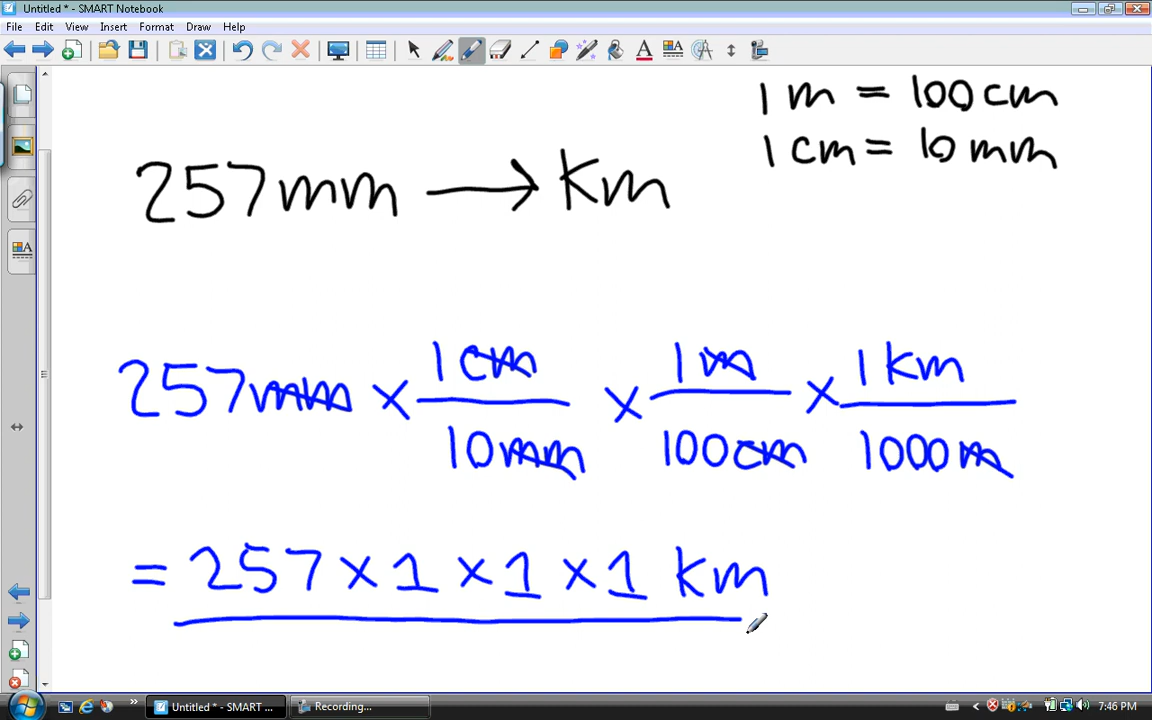 Untitled * - SMART Notebook
File Edit View Insert Format Draw Help
1 m = 100 cm
1 cm = 10 mm
257 mm → Km
257 mm × 1 cm / 10 mm × 1 m / 100 cm × 1 km / 1000 m
= 257 × 1 × 1 × 1 km
Untitled * - SMART ...
Recording...
7:46 PM